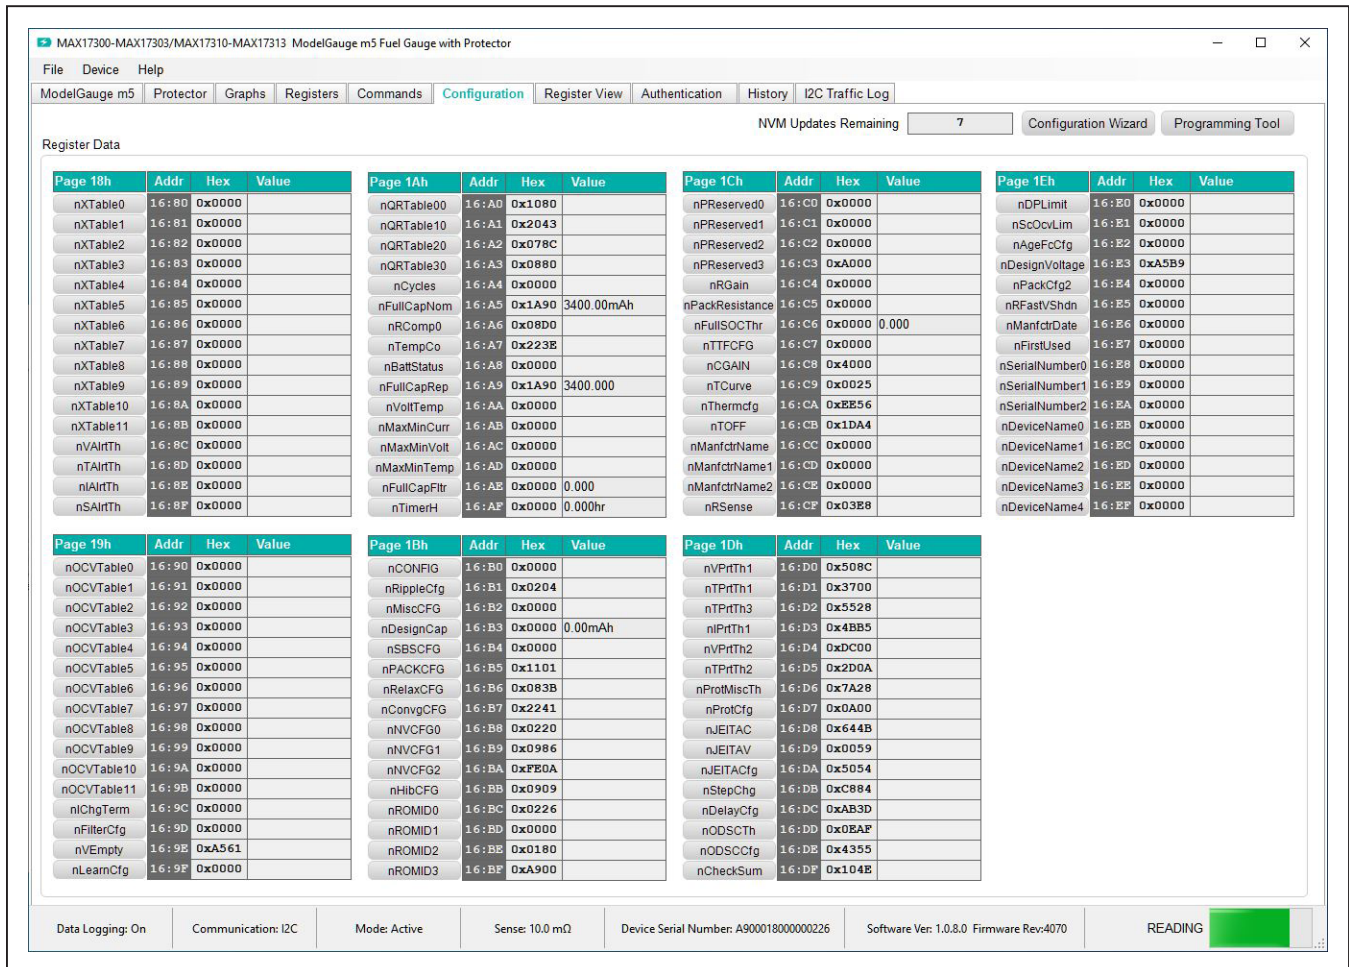 MAX17300-MAX17303/MAX17310-MAX17313 ModelGauge m5 Fuel Gauge with Protector
File Device Help
ModelGauge m5 Protector Graphs Registers Commands Configuration Register View Authentication History I2C Traffic Log
NVM Updates Remaining 7 Configuration Wizard Programming Tool
Register Data
Page 18h Addr Hex Value
nXTable0 16:80 0x0000
nXTable1 16:81 0x0000
nXTable2 16:82 0x0000
nXTable3 16:83 0x0000
nXTable4 16:84 0x0000
nXTable5 16:85 0x0000
nXTable6 16:86 0x0000
nXTable7 16:87 0x0000
nXTable8 16:88 0x0000
nXTable9 16:89 0x0000
nXTable10 16:8A 0x0000
nXTable11 16:8B 0x0000
nVAlrtTh 16:8C 0x0000
nTAlrtTh 16:8D 0x0000
nIAlrtTh 16:8E 0x0000
nSAlrtTh 16:8F 0x0000
Page 1Ah Addr Hex Value
nQRTable00 16:A0 0x1080
nQRTable10 16:A1 0x2043
nQRTable20 16:A2 0x078C
nQRTable30 16:A3 0x0880
nCycles 16:A4 0x0000
nFullCapNom 16:A5 0x1A90 3400.00mAh
nRComp0 16:A6 0x08D0
nTempCo 16:A7 0x223E
nBattStatus 16:A8 0x0000
nFullCapRep 16:A9 0x1A90 3400.000
nVoltTemp 16:AA 0x0000
nMaxMinCurr 16:AB 0x0000
nMaxMinVolt 16:AC 0x0000
nMaxMinTemp 16:AD 0x0000
nFullCapFltr 16:AE 0x0000 0.000
nTimerH 16:AF 0x0000 0.000hr
Page 1Ch Addr Hex Value
nPReserved0 16:C0 0x0000
nPReserved1 16:C1 0x0000
nPReserved2 16:C2 0x0000
nPReserved3 16:C3 0xA000
nRGain 16:C4 0x0000
nPackResistance 16:C5 0x0000
nFullSOCThr 16:C6 0x0000 0.000
nTTFCFG 16:C7 0x0000
nCGAIN 16:C8 0x4000
nTCurve 16:C9 0x0025
nThermcfg 16:CA 0xEE56
nTOFF 16:CB 0x1DA4
nManfctrName 16:CC 0x0000
nManfctrName1 16:CD 0x0000
nManfctrName2 16:CE 0x0000
nRSense 16:CF 0x03E8
Page 1Eh Addr Hex Value
nDPLimit 16:E0 0x0000
nScOcvLim 16:E1 0x0000
nAgeFcCfg 16:E2 0x0000
nDesignVoltage 16:E3 0xA5B9
nPackCfg2 16:E4 0x0000
nRFastVShdn 16:E5 0x0000
nManfctrDate 16:E6 0x0000
nFirstUsed 16:E7 0x0000
nSerialNumber0 16:E8 0x0000
nSerialNumber1 16:E9 0x0000
nSerialNumber2 16:EA 0x0000
nDeviceName0 16:EB 0x0000
nDeviceName1 16:EC 0x0000
nDeviceName2 16:ED 0x0000
nDeviceName3 16:EE 0x0000
nDeviceName4 16:EF 0x0000
Page 19h Addr Hex Value
nOCVTable0 16:90 0x0000
nOCVTable1 16:91 0x0000
nOCVTable2 16:92 0x0000
nOCVTable3 16:93 0x0000
nOCVTable4 16:94 0x0000
nOCVTable5 16:95 0x0000
nOCVTable6 16:96 0x0000
nOCVTable7 16:97 0x0000
nOCVTable8 16:98 0x0000
nOCVTable9 16:99 0x0000
nOCVTable10 16:9A 0x0000
nOCVTable11 16:9B 0x0000
nIChgTerm 16:9C 0x0000
nFilterCfg 16:9D 0x0000
nVEmpty 16:9E 0xA561
nLearnCfg 16:9F 0x0000
Page 1Bh Addr Hex Value
nCONFIG 16:B0 0x0000
nRippleCfg 16:B1 0x0204
nMiscCFG 16:B2 0x0000
nDesignCap 16:B3 0x0000 0.00mAh
nSBSCFG 16:B4 0x0000
nPACKCFG 16:B5 0x1101
nRelaxCFG 16:B6 0x083B
nConvgCFG 16:B7 0x2241
nNVCFG0 16:B8 0x0220
nNVCFG1 16:B9 0x0986
nNVCFG2 16:BA 0xFE0A
nHibCFG 16:BB 0x0909
nROMID0 16:BC 0x0226
nROMID1 16:BD 0x0000
nROMID2 16:BE 0x0180
nROMID3 16:BF 0xA900
Page 1Dh Addr Hex Value
nVPrtTh1 16:D0 0x508C
nTPrtTh1 16:D1 0x3700
nTPrtTh3 16:D2 0x5528
nIPrtTh1 16:D3 0x4BB5
nVPrtTh2 16:D4 0xDC00
nTPrtTh2 16:D5 0x2D0A
nProtMiscTh 16:D6 0x7A28
nProtCfg 16:D7 0x0A00
nJEITAC 16:D8 0x644B
nJEITAV 16:D9 0x0059
nJEITACfg 16:DA 0x5054
nStepChg 16:DB 0xC884
nDelayCfg 16:DC 0xAB3D
nODSCTh 16:DD 0x0EAF
nODSCCfg 16:DE 0x4355
nCheckSum 16:DF 0x104E
Data Logging: On Communication: I2C Mode: Active Sense: 10.0 mΩ Device Serial Number: A900018000000226 Software Ver: 1.0.8.0 Firmware Rev:4070 READING